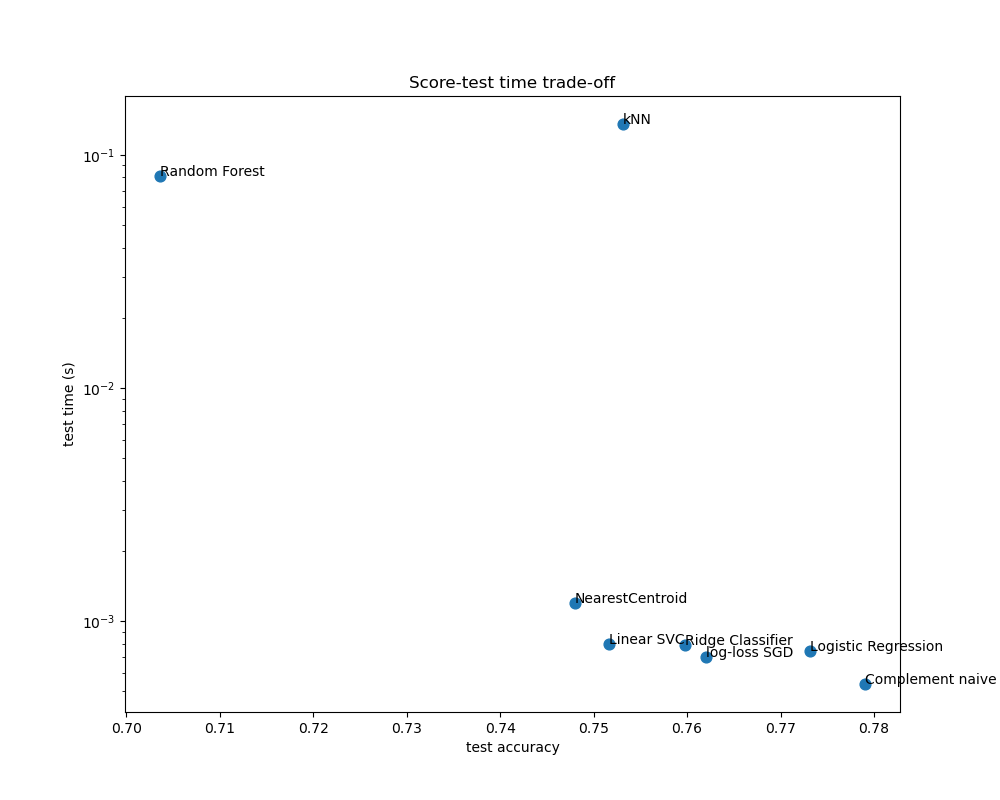 Score-test time trade-off
kNN
10⁻¹
Random Forest
10⁻²
test time (s)
NearestCentroid
10⁻³
Linear SVC
Ridge Classifier
log-loss SGD
Logistic Regression
Complement naive
0.70 0.71 0.72 0.73 0.74 0.75 0.76 0.77 0.78
test accuracy